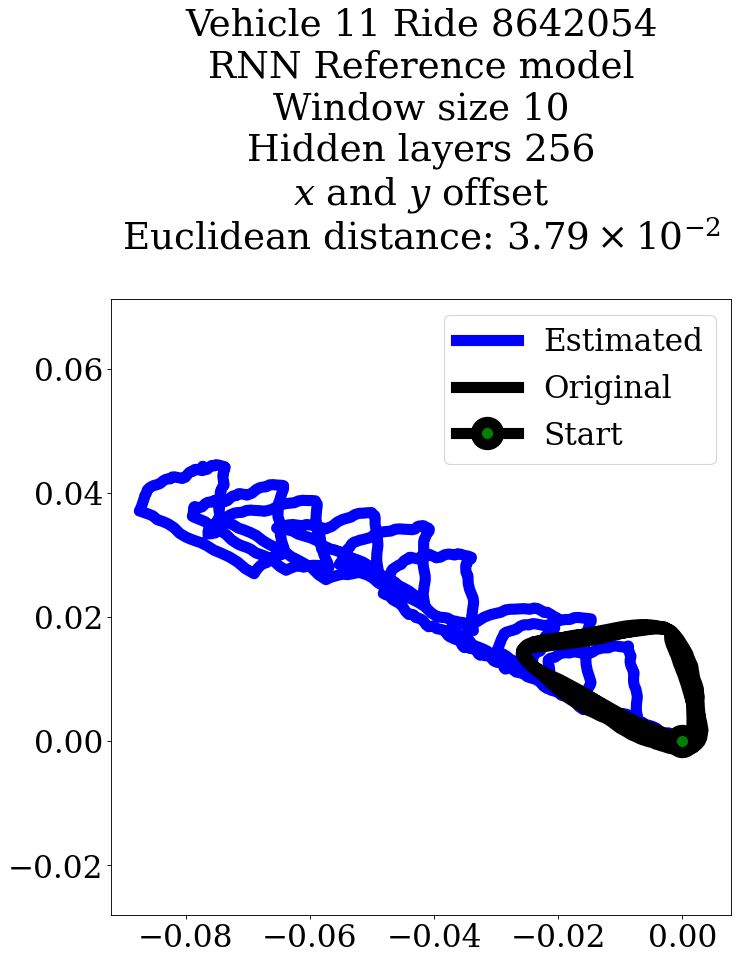 Vehicle 11 Ride 8642054
RNN Reference model
Window size 10
Hidden layers 256
x and y offset
Euclidean distance: 3.79 × 10⁻²
Estimated
Original
Start
0.06
0.04
0.02
0.00
−0.02
−0.08 −0.06 −0.04 −0.02 0.00